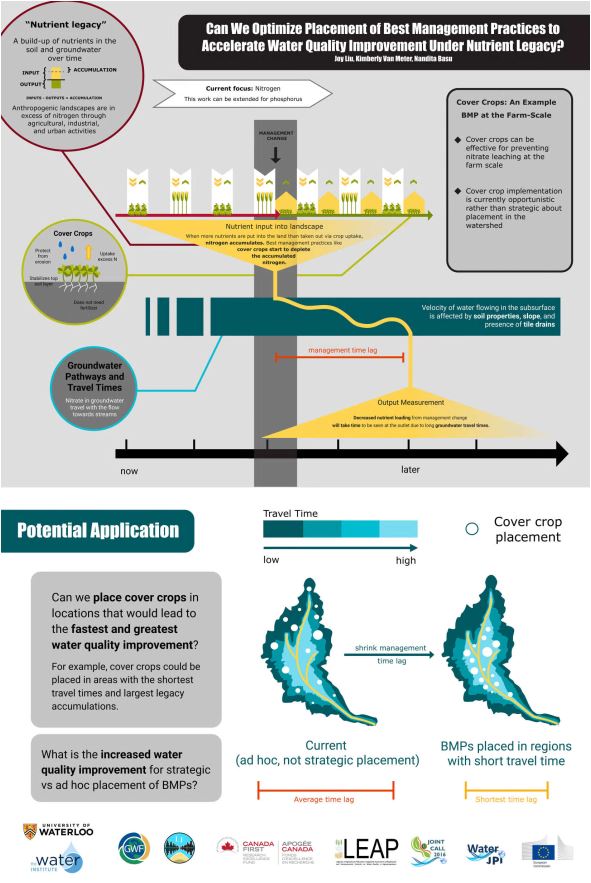 "Nutrient legacy"
A build-up of nutrients in the
soil and groundwater
over time
INPUT
ACCUMULATION
OUTPUT
INPUTS - OUTPUTS = ACCUMULATION
Anthropogenic landscapes are in
excess of nitrogen through
agricultural, industrial,
and urban activities
Can We Optimize Placement of Best Management Practices to
Accelerate Water Quality Improvement Under Nutrient Legacy?
Joy Liu, Kimberly Van Meter, Nandita Basu
Current focus: Nitrogen
This work can be extended for phosphorus
MANAGEMENT
CHANGE
Cover Crops: An Example
BMP at the Farm-Scale
Cover crops can be
effective for preventing
nitrate leaching at the
farm scale
Cover crop implementation
is currently opportunistic
rather than strategic about
placement in the
watershed
Nutrient input into landscape
When more nutrients are put into the land than taken out via crop uptake,
nitrogen accumulates. Best management practices like
cover crops start to deplete
the accumulated
nitrogen.
Cover Crops
Protect
from
erosion
Uptake
excess N
Stabilizes top
soil layer
Does not need
fertilizer
Velocity of water flowing in the subsurface
is affected by soil properties, slope, and
presence of tile drains
management time lag
Groundwater
Pathways and
Travel Times
Nitrate in groundwater
travel with the flow
towards streams
Output Measurement
Decreased nutrient loading from management change
will take time to be seen at the outlet due to long groundwater travel times.
now
later
Potential Application
Travel Time
low
high
Cover crop
placement
Can we place cover crops in
locations that would lead to
the fastest and greatest
water quality improvement?
For example, cover crops could be
placed in areas with the shortest
travel times and largest legacy
accumulations.
shrink management
time lag
What is the increased water
quality improvement for strategic
vs ad hoc placement of BMPs?
Current
(ad hoc, not strategic placement)
BMPs placed in regions
with short travel time
Average time lag
Shortest time lag
UNIVERSITY OF
WATERLOO
the water
INSTITUTE
GWF
CANADA
FIRST
RESEARCH
EXCELLENCE
FUND
APOGÉE
CANADA
FONDS
D'EXCELLENCE
EN RECHERCHE
LEAP
JOINT
CALL
2016
Water
JPI
European
Commission